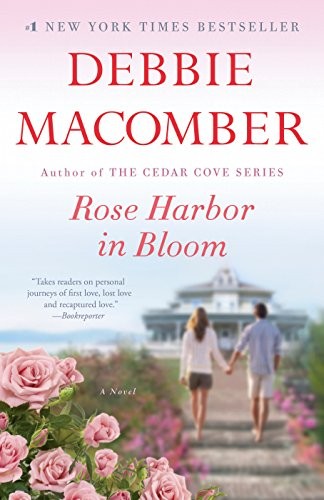 #1 NEW YORK TIMES BESTSELLER
DEBBIE
MACOMBER
Author of THE CEDAR COVE SERIES
Rose Harbor
in Bloom
"Takes readers on personal
journeys of first love, lost love
and recaptured love."
—Bookreporter
A Novel